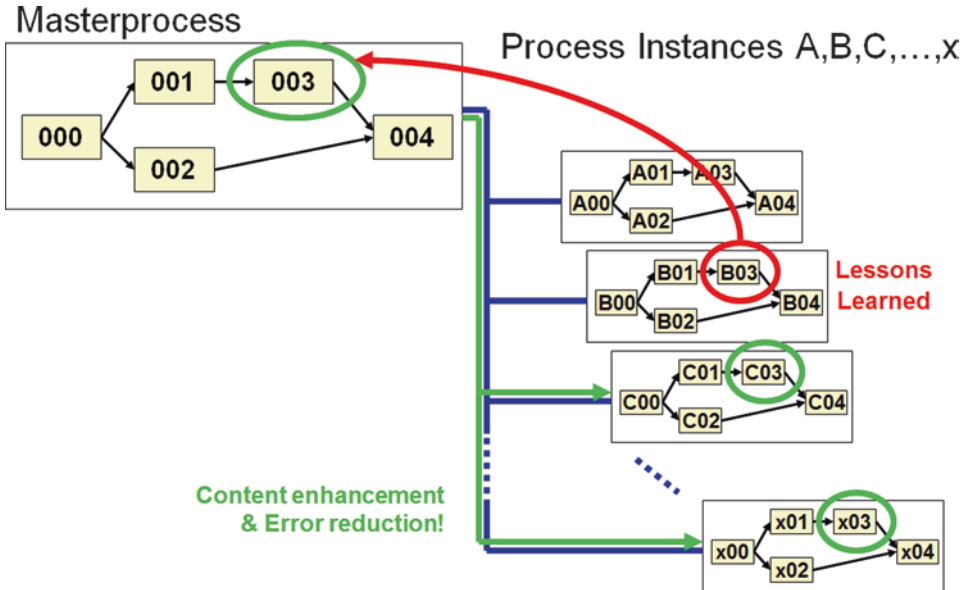 Masterprocess
Process Instances A,B,C,...,x
001
003
000
004
002
A01
A03
A00
A04
A02
B01
B03
Lessons
Learned
B00
B04
B02
C01
C03
C00
C04
C02
Content enhancement
& Error reduction!
x01
x03
x00
x04
x02